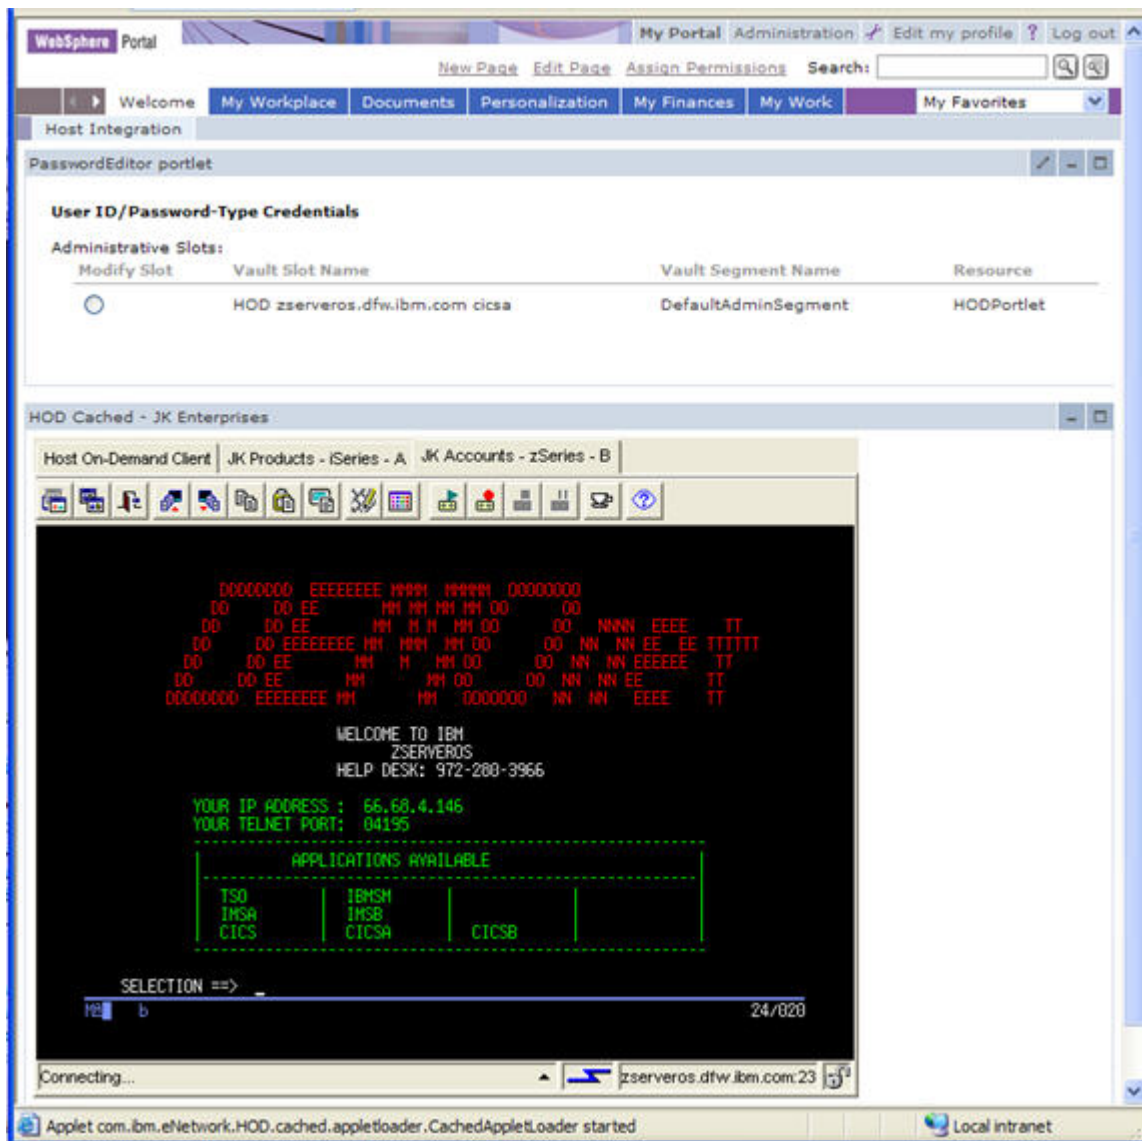 WebSphere Portal
My Portal Administration Edit my profile ? Log out
New Page Edit Page Assign Permissions Search:
Welcome My Workplace Documents Personalization My Finances My Work My Favorites
Host Integration
PasswordEditor portlet
User ID/Password-Type Credentials
Administrative Slots:
Modify Slot Vault Slot Name Vault Segment Name Resource
HOD zserveros.dfw.ibm.com cicsa DefaultAdminSegment HODPortlet
HOD Cached - JK Enterprises
Host On-Demand Client JK Products - iSeries - A JK Accounts - zSeries - B
DEMONet
WELCOME TO IBM
ZSERVEROS
HELP DESK: 972-280-3966
YOUR IP ADDRESS : 66.68.4.146
YOUR TELNET PORT: 04195
APPLICATIONS AVAILABLE
TSO IBMSM
IMSA IMSB
CICS CICSA CICSB
SELECTION ==> _
b 24/020
Connecting... zserveros.dfw.ibm.com:23
Applet com.ibm.eNetwork.HOD.cached.appletloader.CachedAppletLoader started Local intranet